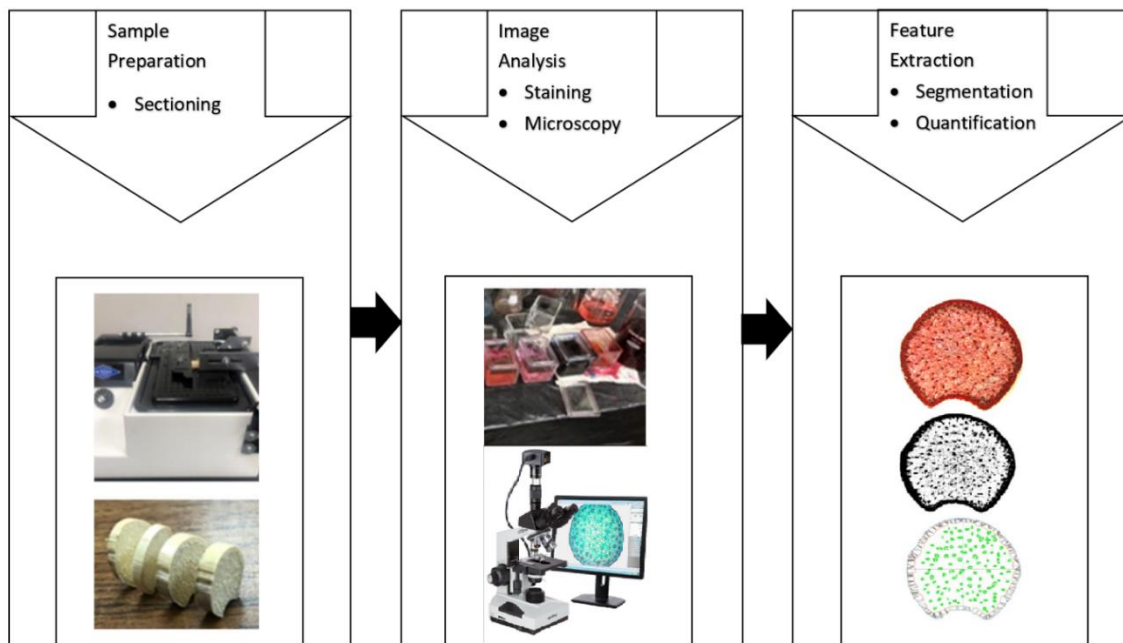 Sample
Preparation
• Sectioning
Image
Analysis
• Staining
• Microscopy
Feature
Extraction
• Segmentation
• Quantification